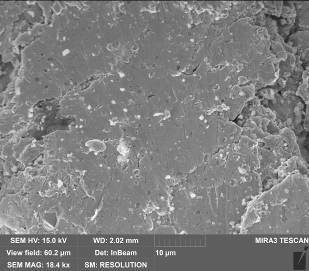 SEM HV: 15.0 kV WD: 2.02 mm MIRA3 TESCAN
View field: 60.2 µm Det: InBeam 10 µm
SEM MAG: 18.4 kx SM: RESOLUTION